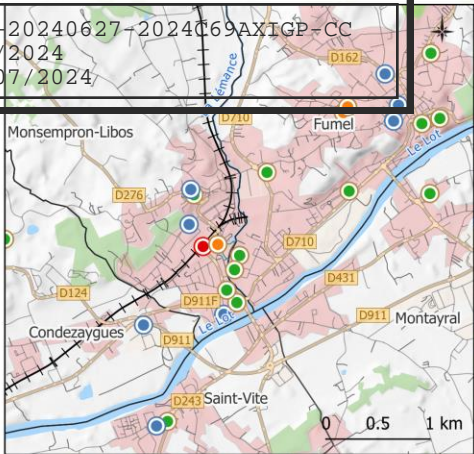 -20240627-2024C69AXIGP-CC
/2024
07/2024
D162
Lémance
D710
Monsempron-Libos
Fumel
Le Lot
D276
D710
D431
D124
D911F
D911
Montayral
Condezaygues
Le Lot
D911
D243
Saint-Vite
0 0.5 1 km